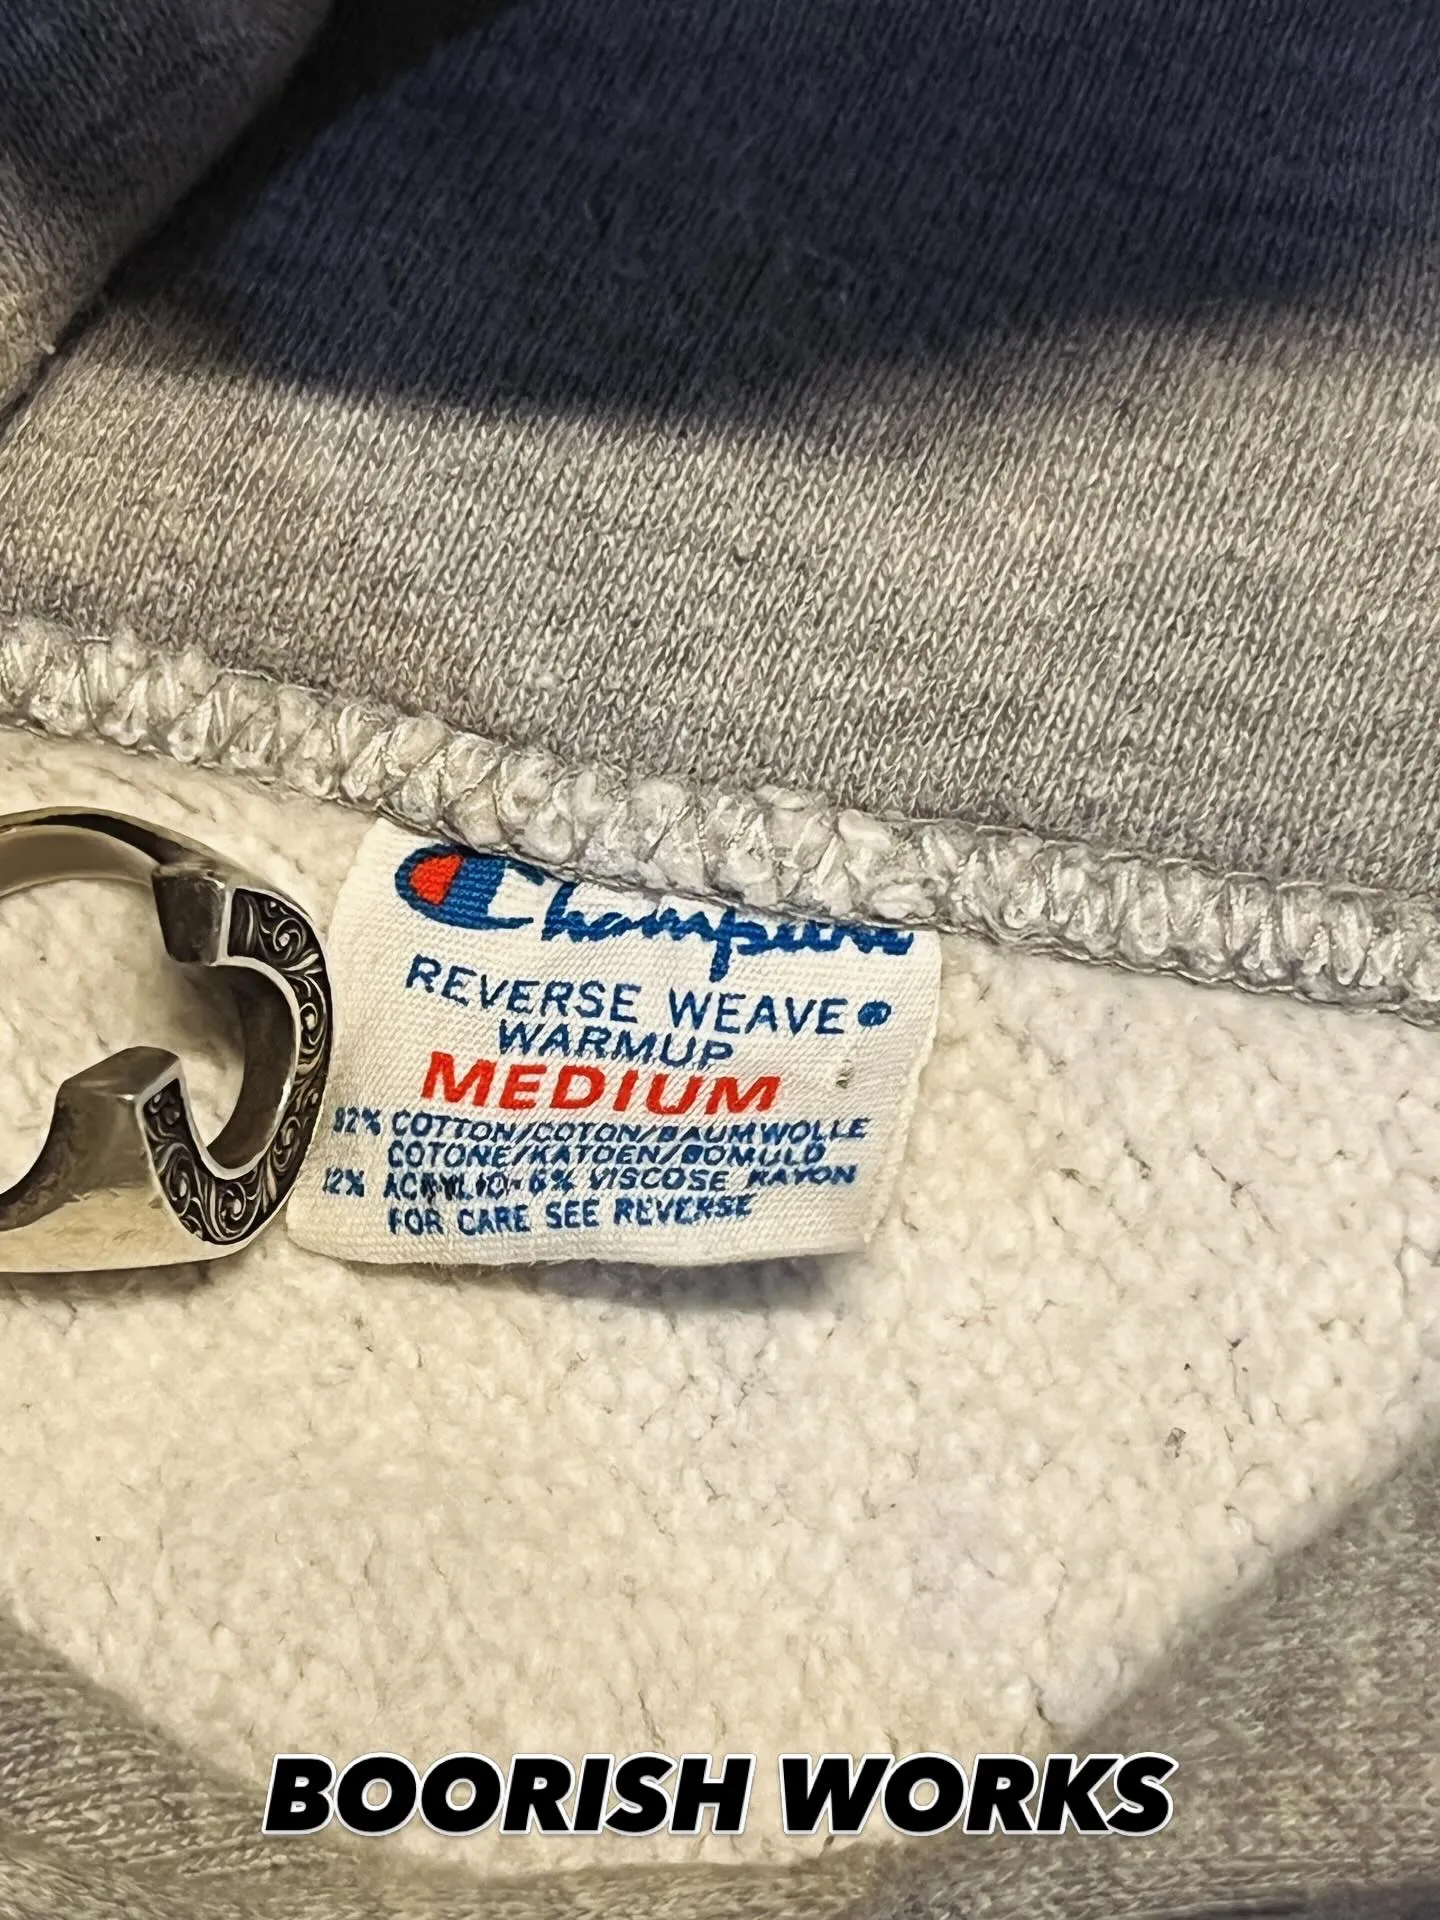 Champion
REVERSE WEAVE®
WARMUP
MEDIUM
82% COTTON/COTON/BAUMWOLLE
COTONE/KATOEN/BOMULD
12% ACRYLIC-6% VISCOSE RAYON
FOR CARE SEE REVERSE
BOORISH WORKS